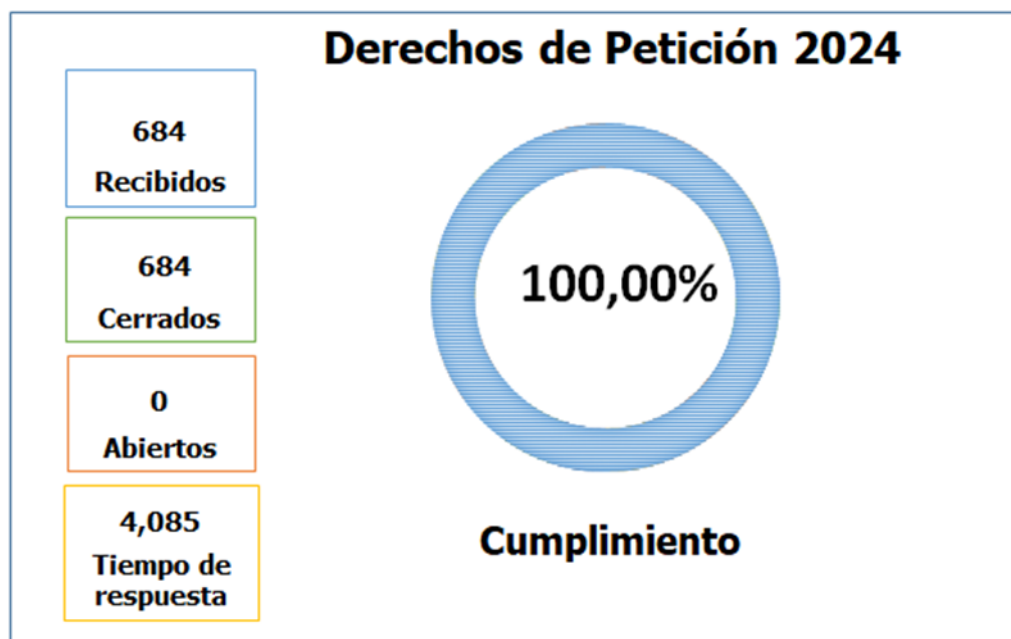 Derechos de Petición 2024
684
Recibidos
684
Cerrados
0
Abiertos
4,085
Tiempo de
respuesta
100,00%
Cumplimiento